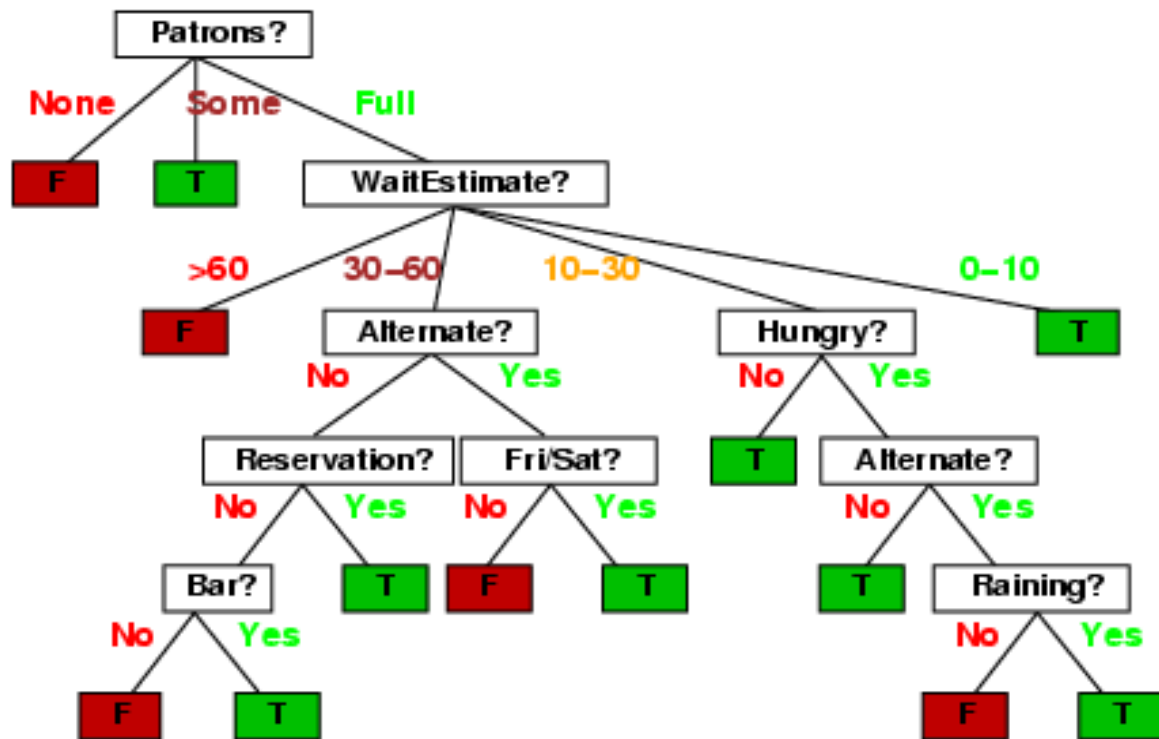 Patrons?
None Some Full
F T WaitEstimate?
>60 30–60 10–30 0–10
F Alternate? Hungry? T
No Yes No Yes
Reservation? Fri/Sat? T Alternate?
No Yes No Yes No Yes
Bar? T F T T Raining?
No Yes No Yes
F T F T